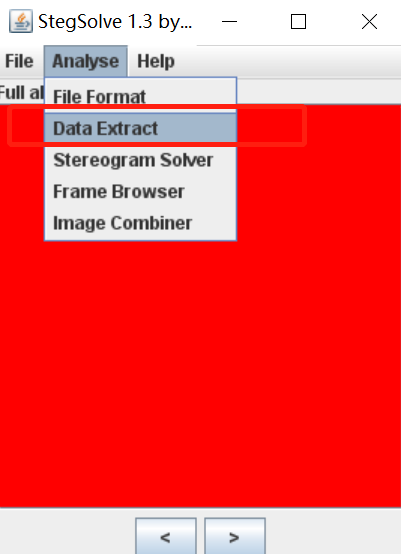 StegSolve 1.3 by...
File Analyse Help
Full al
File Format
Data Extract
Stereogram Solver
Frame Browser
Image Combiner
< >